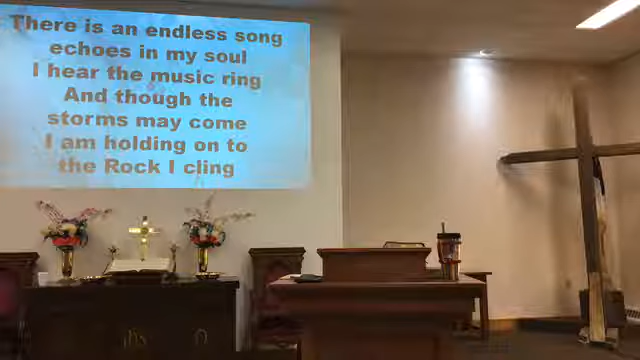 There is an endless song
echoes in my soul
I hear the music ring
And though the
storms may come
I am holding on to
the Rock I cling